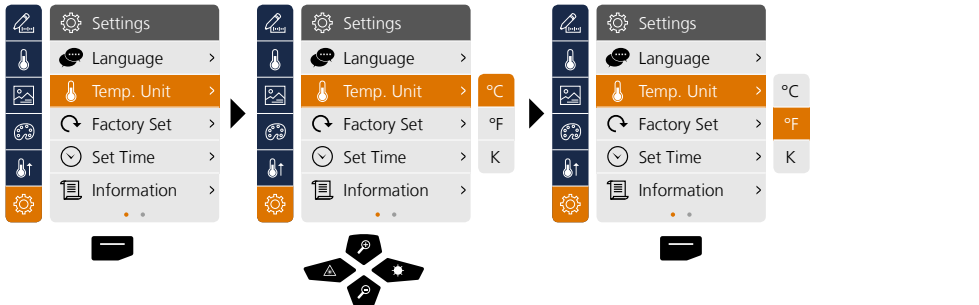 Settings
Language
Temp. Unit
Factory Set
Set Time
Information
Settings
Language
Temp. Unit
Factory Set
Set Time
Information
°C
°F
K
Settings
Language
Temp. Unit
Factory Set
Set Time
Information
°C
°F
K